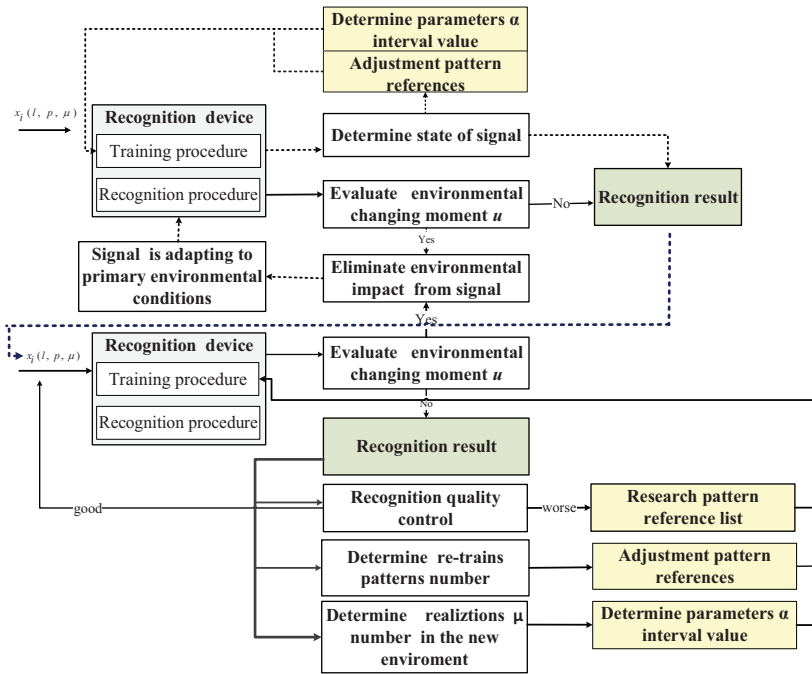 Determine parameters α
interval value
Adjustment pattern
references
x_i (l, p, μ)
Recognition device
Training procedure
Recognition procedure
Determine state of signal
Evaluate environmental
changing moment u
No
Recognition result
Yes
Signal is adapting to
primary environmental
conditions
Eliminate environmental
impact from signal
Yes
x_i (l, p, μ)
Recognition device
Training procedure
Recognition procedure
Evaluate environmental
changing moment u
No
Recognition result
good
Recognition quality
control
worse
Research pattern
reference list
Determine re-trains
patterns number
Adjustment pattern
references
Determine realiztions μ
number in the new
enviroment
Determine parameters α
interval value